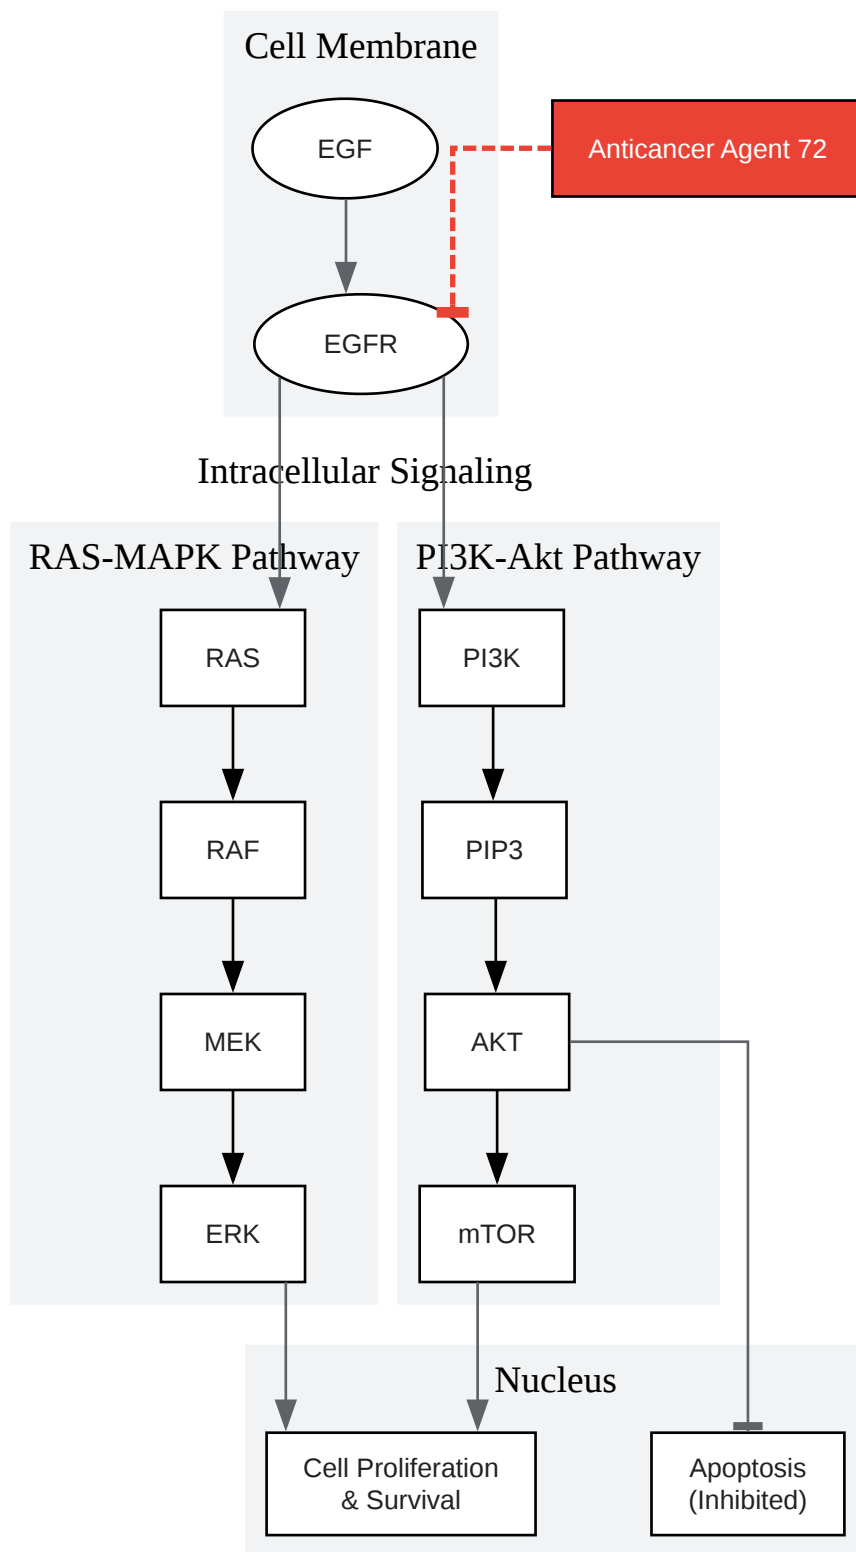 Cell Membrane
EGF
Anticancer Agent 72
EGFR
Intracellular Signaling
RAS-MAPK Pathway
PI3K-Akt Pathway
RAS
PI3K
RAF
PIP3
MEK
AKT
ERK
mTOR
Nucleus
Cell Proliferation
& Survival
Apoptosis
(Inhibited)